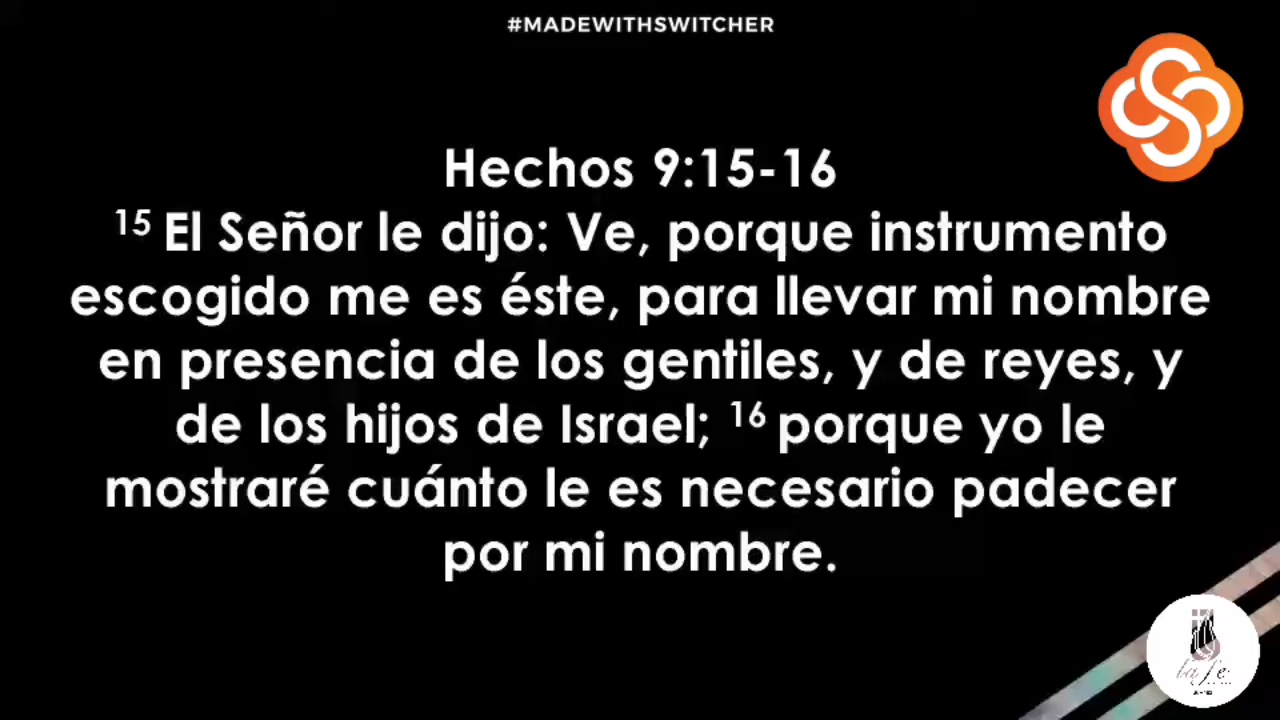 #MADEWITHSWITCHER
Hechos 9:15-16
15 El Señor le dijo: Ve, porque instrumento
escogido me es éste, para llevar mi nombre
en presencia de los gentiles, y de reyes, y
de los hijos de Israel; 16 porque yo le
mostraré cuánto le es necesario padecer
por mi nombre.
la fe